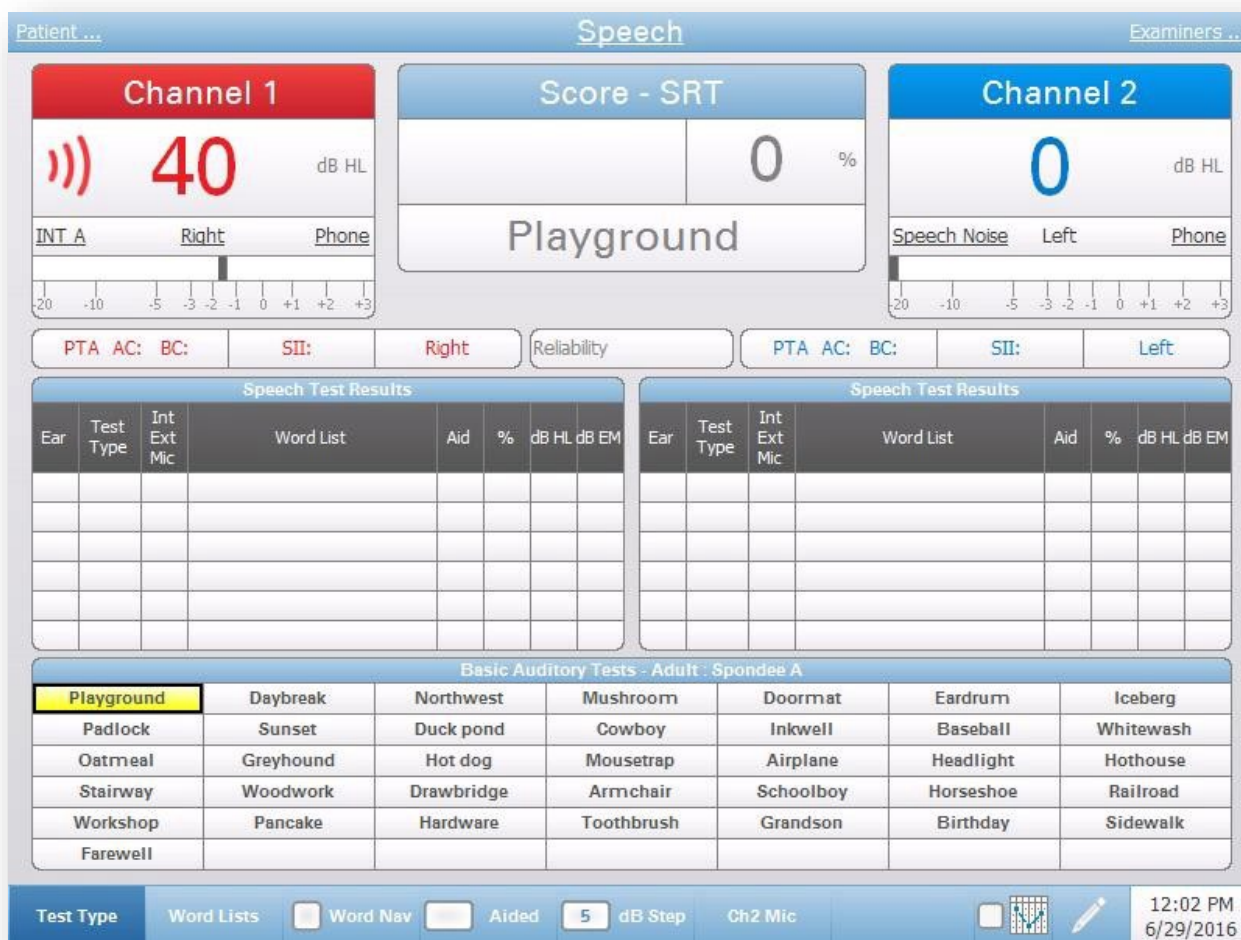 Patient ... Speech Examiners ...
Channel 1
40 dB HL
INT A Right Phone
-20 -10 -5 -3 -2 -1 0 +1 +2 +3
Score - SRT
0 %
Playground
Channel 2
0 dB HL
Speech Noise Left Phone
-20 -10 -5 -3 -2 -1 0 +1 +2 +3
PTA AC: BC: SII: Right
Reliability
PTA AC: BC: SII: Left
Speech Test Results
Ear Test Type Int Ext Mic Word List Aid % dB HL dB EM
Speech Test Results
Ear Test Type Int Ext Mic Word List Aid % dB HL dB EM
Basic Auditory Tests - Adult : Spondee A
Playground Daybreak Northwest Mushroom Doormat Eardrum Iceberg
Padlock Sunset Duck pond Cowboy Inkwell Baseball Whitewash
Oatmeal Greyhound Hot dog Mousetrap Airplane Headlight Hothouse
Stairway Woodwork Drawbridge Armchair Schoolboy Horseshoe Railroad
Workshop Pancake Hardware Toothbrush Grandson Birthday Sidewalk
Farewell
Test Type Word Lists Word Nav Aided 5 dB Step Ch2 Mic 12:02 PM
6/29/2016